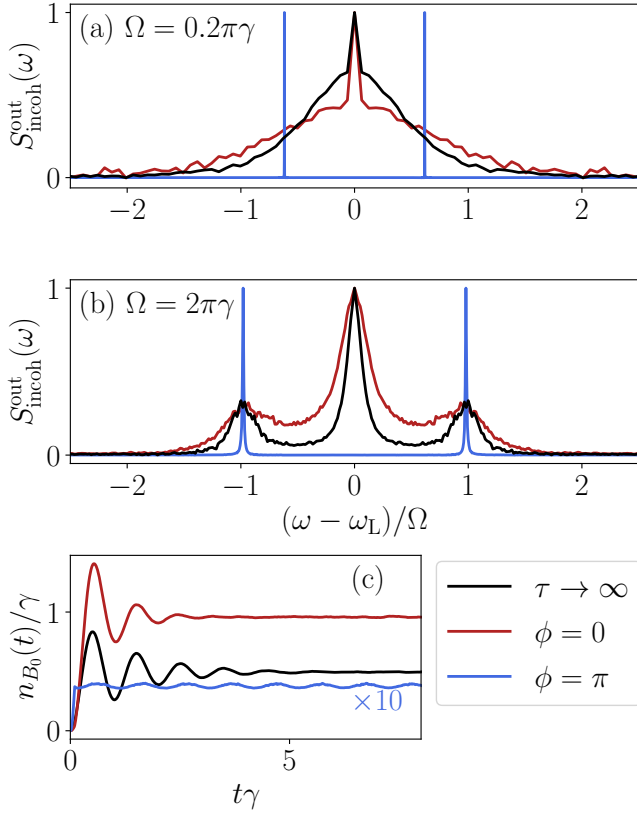 1
(a) Ω = 0.2πγ
S^out_incoh(ω)
0
−2 −1 0 1 2
1
(b) Ω = 2πγ
S^out_incoh(ω)
0
−2 −1 0 1 2
(ω − ω_L)/Ω
(c)
n_{B_0}(t)/γ
1
0
×10
0 5
tγ
τ → ∞
ϕ = 0
ϕ = π